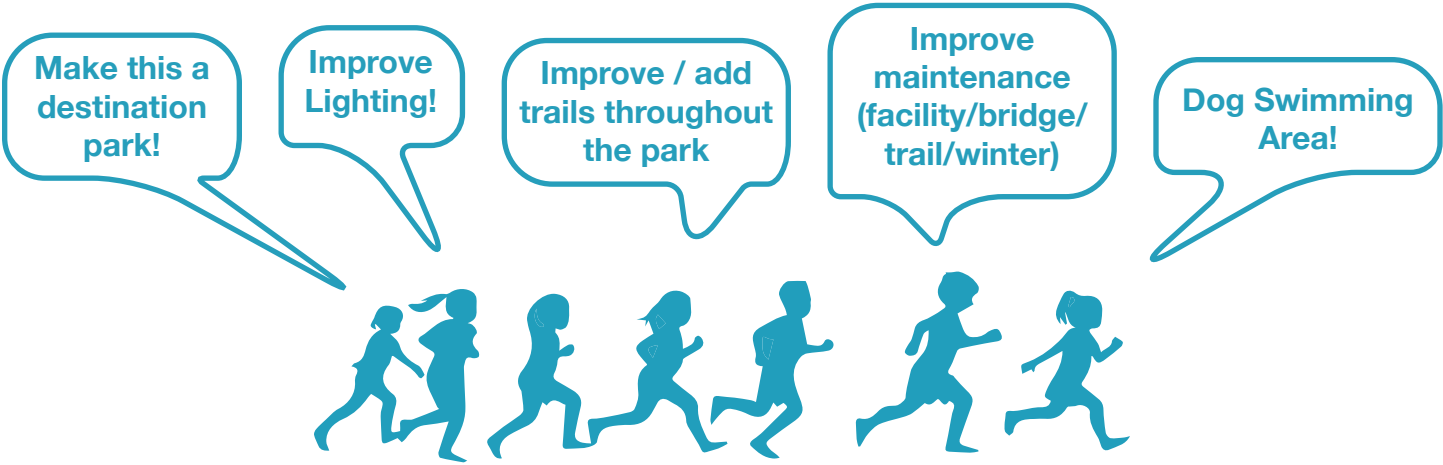 Make this a
destination
park!
Improve
Lighting!
Improve / add
trails throughout
the park
Improve
maintenance
(facility/bridge/
trail/winter)
Dog Swimming
Area!